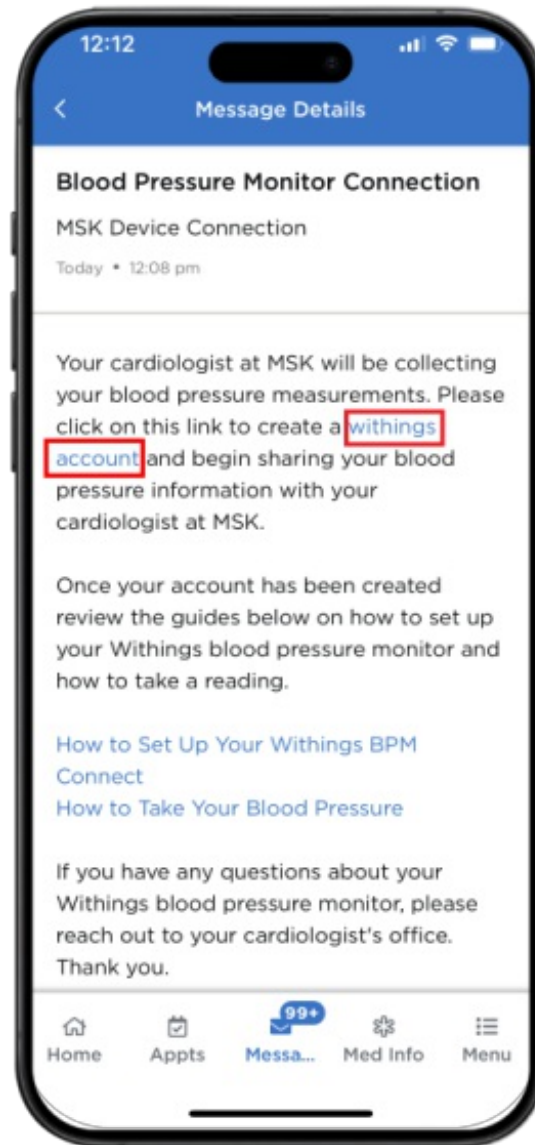 12:12
Message Details
Blood Pressure Monitor Connection
MSK Device Connection
Today • 12:08 pm
Your cardiologist at MSK will be collecting
your blood pressure measurements. Please
click on this link to create a withings
account and begin sharing your blood
pressure information with your
cardiologist at MSK.
Once your account has been created
review the guides below on how to set up
your Withings blood pressure monitor and
how to take a reading.
How to Set Up Your Withings BPM
Connect
How to Take Your Blood Pressure
If you have any questions about your
Withings blood pressure monitor, please
reach out to your cardiologist's office.
Thank you.
99+
Home Appts Messa... Med Info Menu